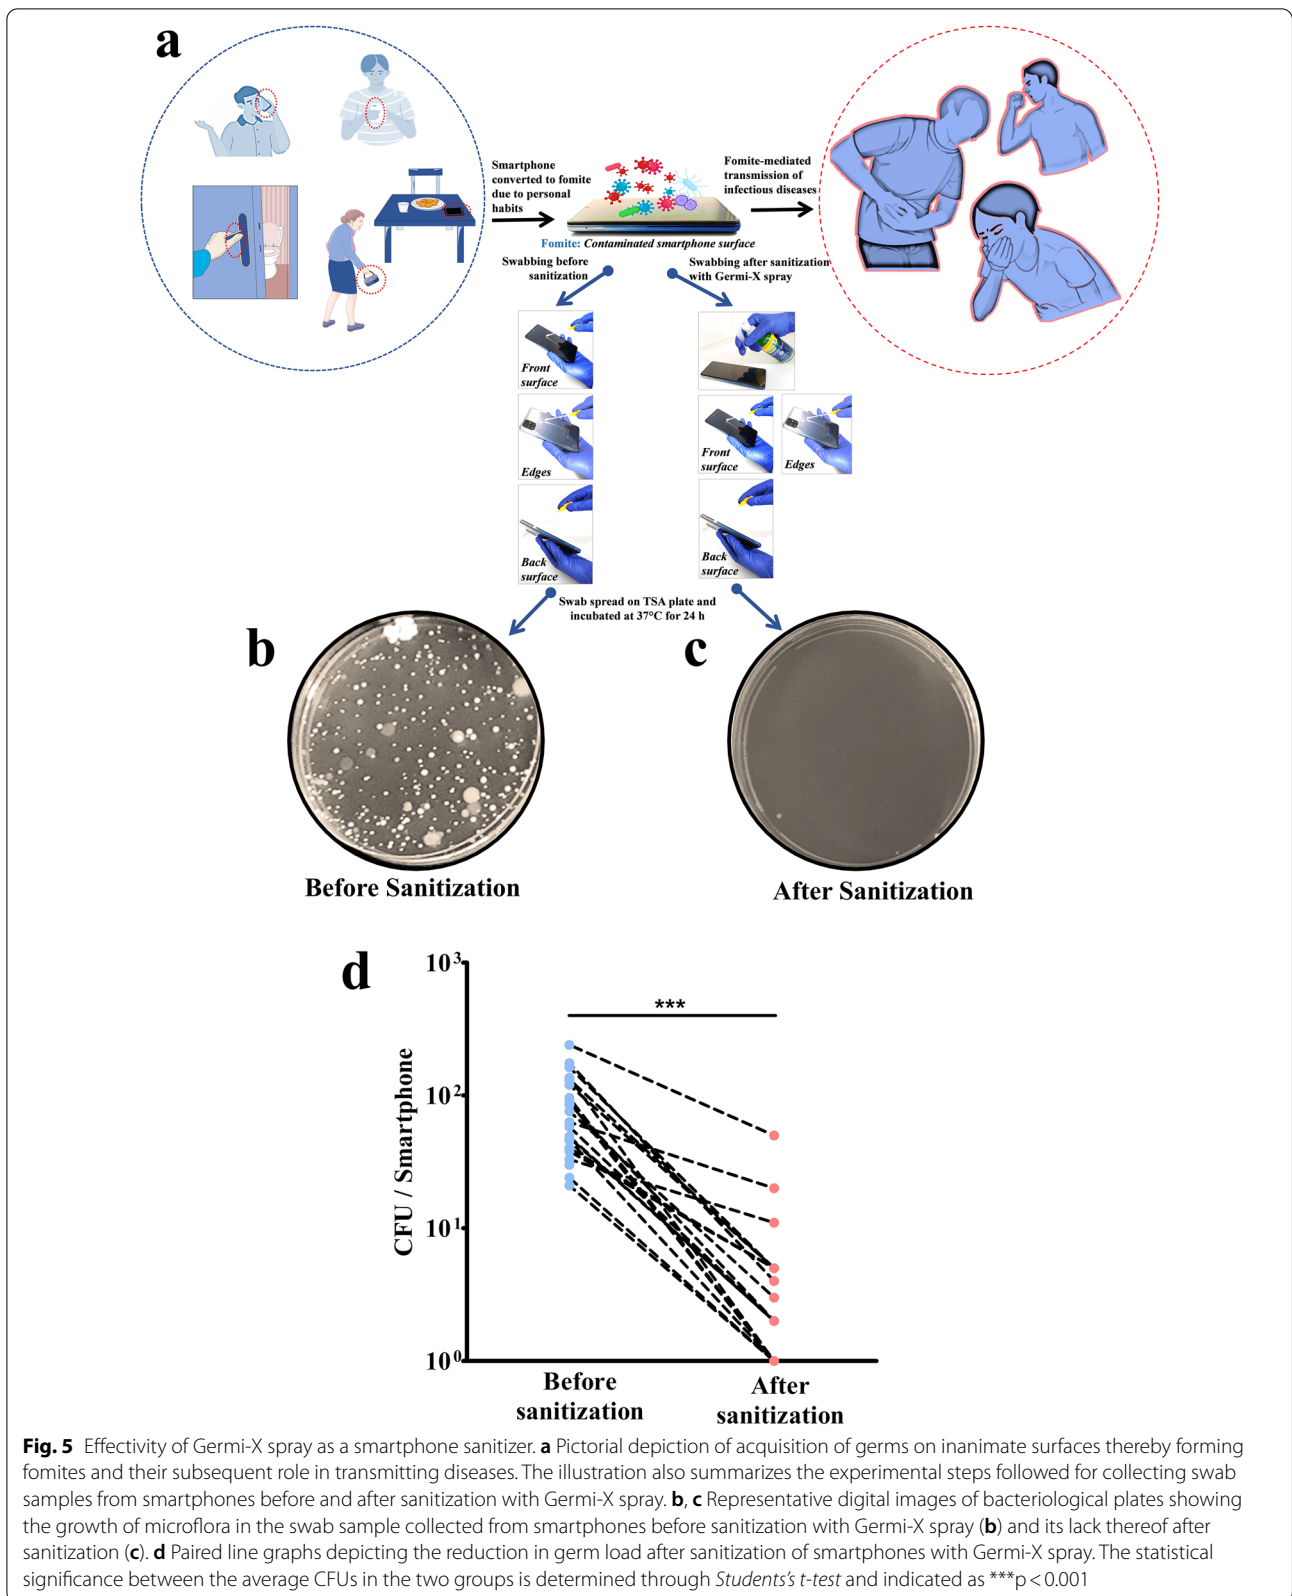 a
Smartphone
converted to fomite
due to personal
habits
Fomite-mediated
transmission of
infectious diseases
Fomite: Contaminated smartphone surface
Swabbing before
sanitization
Swabbing after sanitization
with Germi-X spray
Front
surface
Edges
Back
surface
Front
surface
Edges
Back
surface
Swab spread on TSA plate and
incubated at 37°C for 24 h
b
c
Before Sanitization
After Sanitization
d
***
10³
10²
10¹
10⁰
CFU / Smartphone
Before
sanitization
After
sanitization
Fig. 5 Effectivity of Germi-X spray as a smartphone sanitizer. a Pictorial depiction of acquisition of germs on inanimate surfaces thereby forming
fomites and their subsequent role in transmitting diseases. The illustration also summarizes the experimental steps followed for collecting swab
samples from smartphones before and after sanitization with Germi-X spray. b, c Representative digital images of bacteriological plates showing
the growth of microflora in the swab sample collected from smartphones before sanitization with Germi-X spray (b) and its lack thereof after
sanitization (c). d Paired line graphs depicting the reduction in germ load after sanitization of smartphones with Germi-X spray. The statistical
significance between the average CFUs in the two groups is determined through Students's t-test and indicated as ***p < 0.001